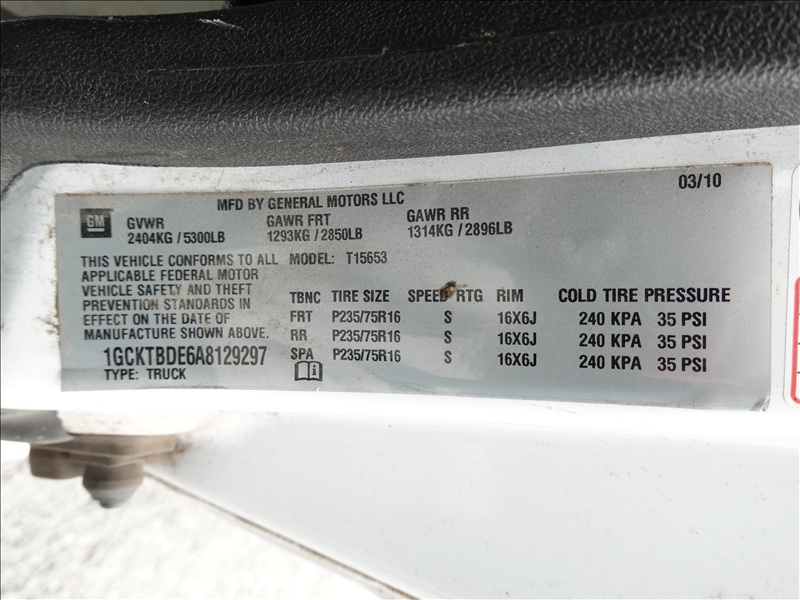 03/10
MFD BY GENERAL MOTORS LLC
GM
GVWR GAWR FRT GAWR RR
2404KG / 5300LB 1293KG / 2850LB 1314KG / 2896LB
THIS VEHICLE CONFORMS TO ALL MODEL: T15653
APPLICABLE FEDERAL MOTOR
VEHICLE SAFETY AND THEFT
PREVENTION STANDARDS IN
EFFECT ON THE DATE OF
MANUFACTURE SHOWN ABOVE.
1GCKTBDE6A8129297
TYPE: TRUCK
TBNC TIRE SIZE SPEED RTG RIM COLD TIRE PRESSURE
FRT P235/75R16 S 16X6J 240 KPA 35 PSI
RR P235/75R16 S 16X6J 240 KPA 35 PSI
SPA P235/75R16 S 16X6J 240 KPA 35 PSI